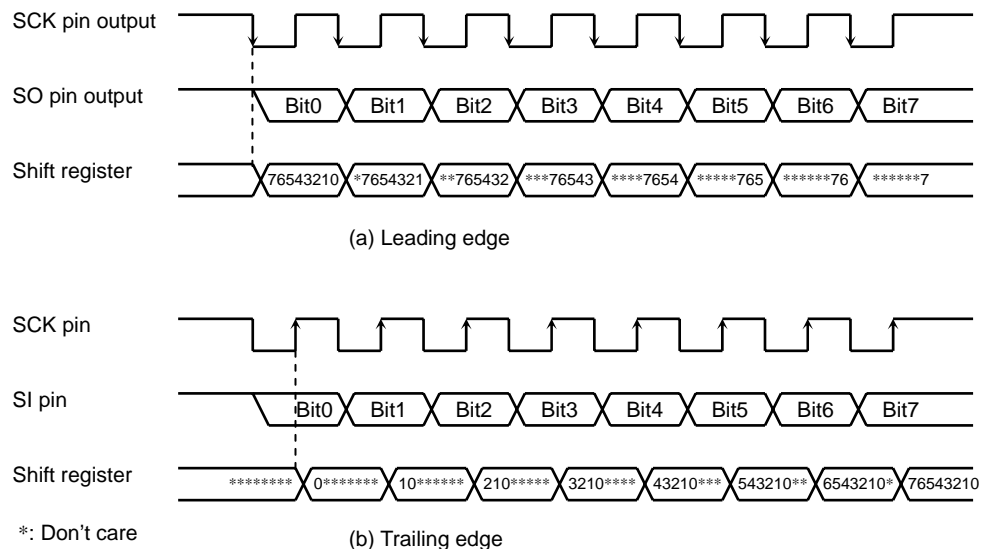 SCK pin output
SO pin output
Bit0 Bit1 Bit2 Bit3 Bit4 Bit5 Bit6 Bit7
Shift register
76543210 *7654321 **765432 ***76543 ****7654 *****765 ******76 ******7
(a) Leading edge
SCK pin
SI pin
Bit0 Bit1 Bit2 Bit3 Bit4 Bit5 Bit6 Bit7
Shift register
******** 0******* 10****** 210***** 3210**** 43210*** 543210** 6543210* 76543210
*: Don't care
(b) Trailing edge